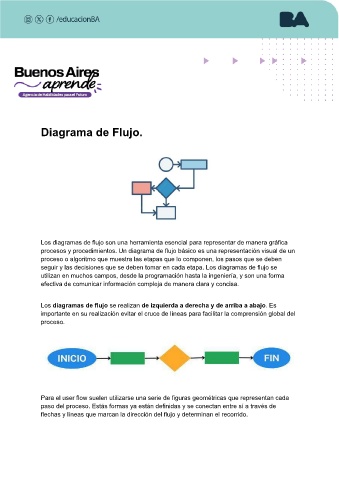 /educacionBA
BA
Buenos Aires
aprende
Agencia de Habilidades para el Futuro
Diagrama de Flujo.
Los diagramas de flujo son una herramienta esencial para representar de manera gráfica
procesos y procedimientos. Un diagrama de flujo básico es una representación visual de un
proceso o algoritmo que muestra las etapas que lo componen, los pasos que se deben
seguir y las decisiones que se deben tomar en cada etapa. Los diagramas de flujo se
utilizan en muchos campos, desde la programación hasta la ingeniería, y son una forma
efectiva de comunicar información compleja de manera clara y concisa.
Los diagramas de flujo se realizan de izquierda a derecha y de arriba a abajo. Es
importante en su realización evitar el cruce de líneas para facilitar la comprensión global del
proceso.
INICIO
FIN
Para el user flow suelen utilizarse una serie de figuras geométricas que representan cada
paso del proceso. Estas formas ya están definidas y se conectan entre si a través de
flechas y líneas que marcan la dirección del flujo y determinan el recorrido.